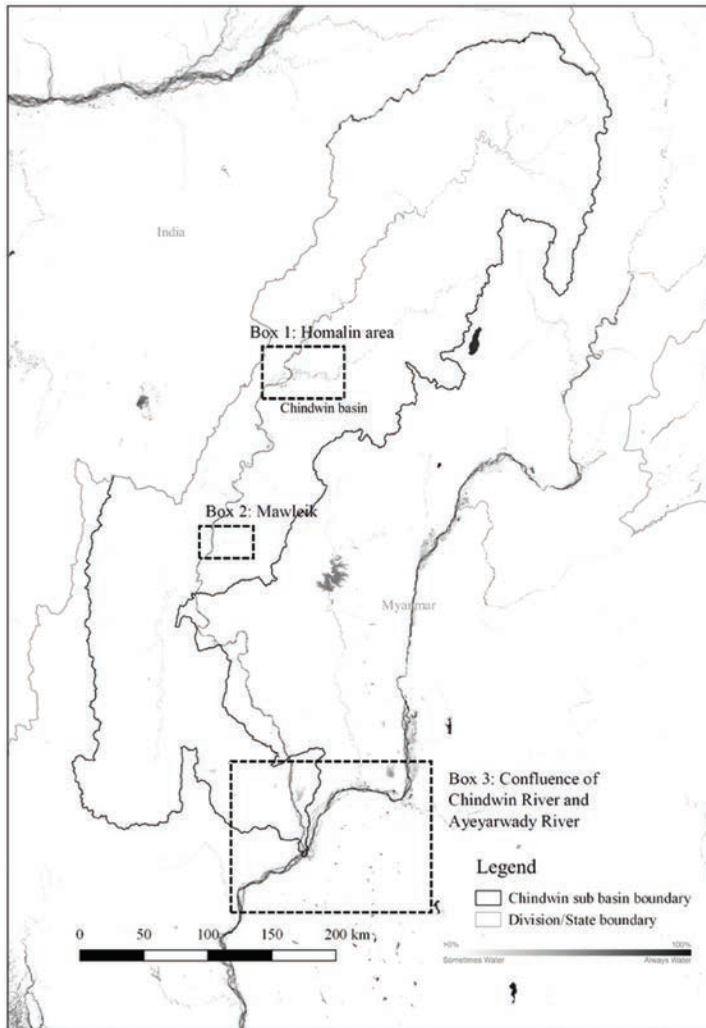 India
Box 1: Homalin area
Chindwin basin
Box 2: Mawleik
Myanmar
Box 3: Confluence of
Chindwin River and
Ayeyarwady River
Legend
Chindwin sub basin boundary
Division/State boundary
0 50 100 150 200 km
100%
Sometimes Water Always Water